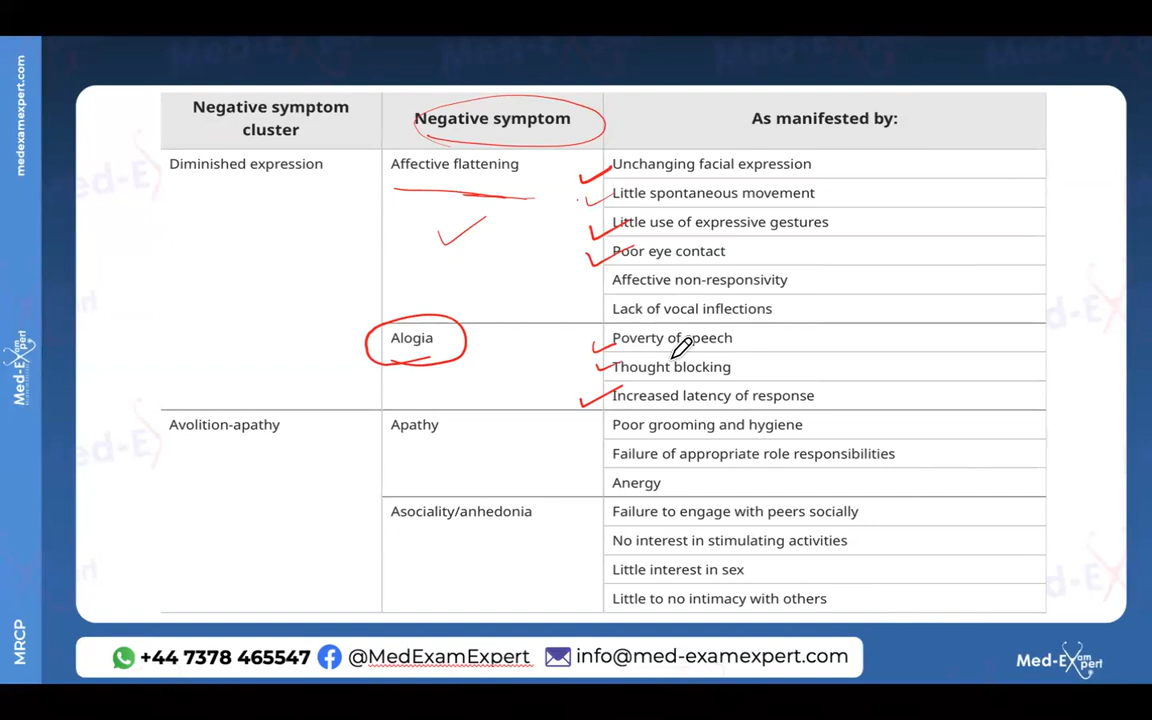 medexamexpert.com
Med-Expert
MRCP
Negative symptom cluster
Negative symptom
As manifested by:
Diminished expression
Affective flattening
Unchanging facial expression
Little spontaneous movement
Little use of expressive gestures
Poor eye contact
Affective non-responsivity
Lack of vocal inflections
Alogia
Poverty of speech
Thought blocking
Increased latency of response
Avolition-apathy
Apathy
Poor grooming and hygiene
Failure of appropriate role responsibilities
Anergy
Asociality/anhedonia
Failure to engage with peers socially
No interest in stimulating activities
Little interest in sex
Little to no intimacy with others
+44 7378 465547 @MedExamExpert info@med-examexpert.com
Med-Exam Expert